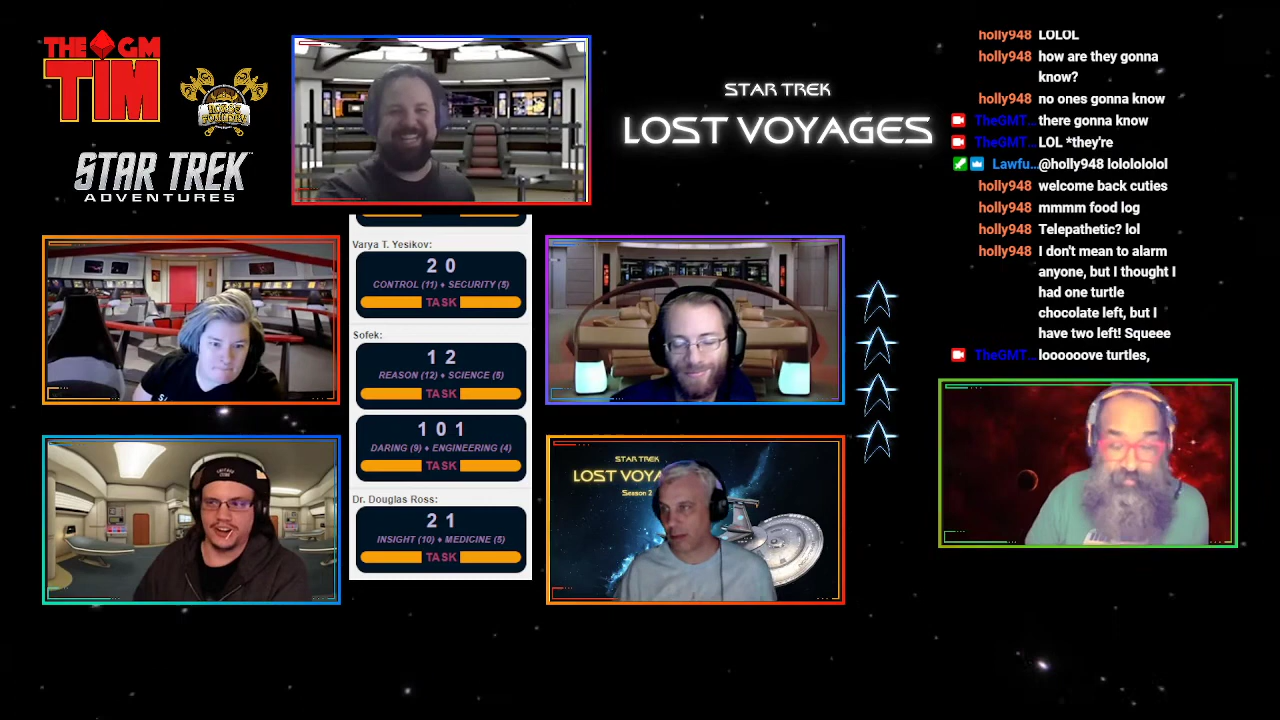 THE GM
TIM
STAR TREK
ADVENTURES
STAR TREK
LOST VOYAGES
Varya T. Yesikov:
2 0
CONTROL (11) ♦ SECURITY (5)
TASK
Sofek:
1 2
REASON (12) ♦ SCIENCE (5)
TASK
1 0 1
DARING (9) ♦ ENGINEERING (4)
TASK
Dr. Douglas Ross:
2 1
INSIGHT (10) ♦ MEDICINE (5)
TASK
STAR TREK
LOST VOYA
Season 2
holly948 LOLOL
holly948 how are they gonna
know?
holly948 no ones gonna know
TheGMT... there gonna know
TheGMT... LOL *they're
Lawfu... @holly948 lolololololol
holly948 welcome back cuties
holly948 mmmm food log
holly948 Telepathetic? lol
holly948 I don't mean to alarm
anyone, but I thought I
had one turtle
chocolate left, but I
have two left! Squeee
TheGMT... loooooove turtles,